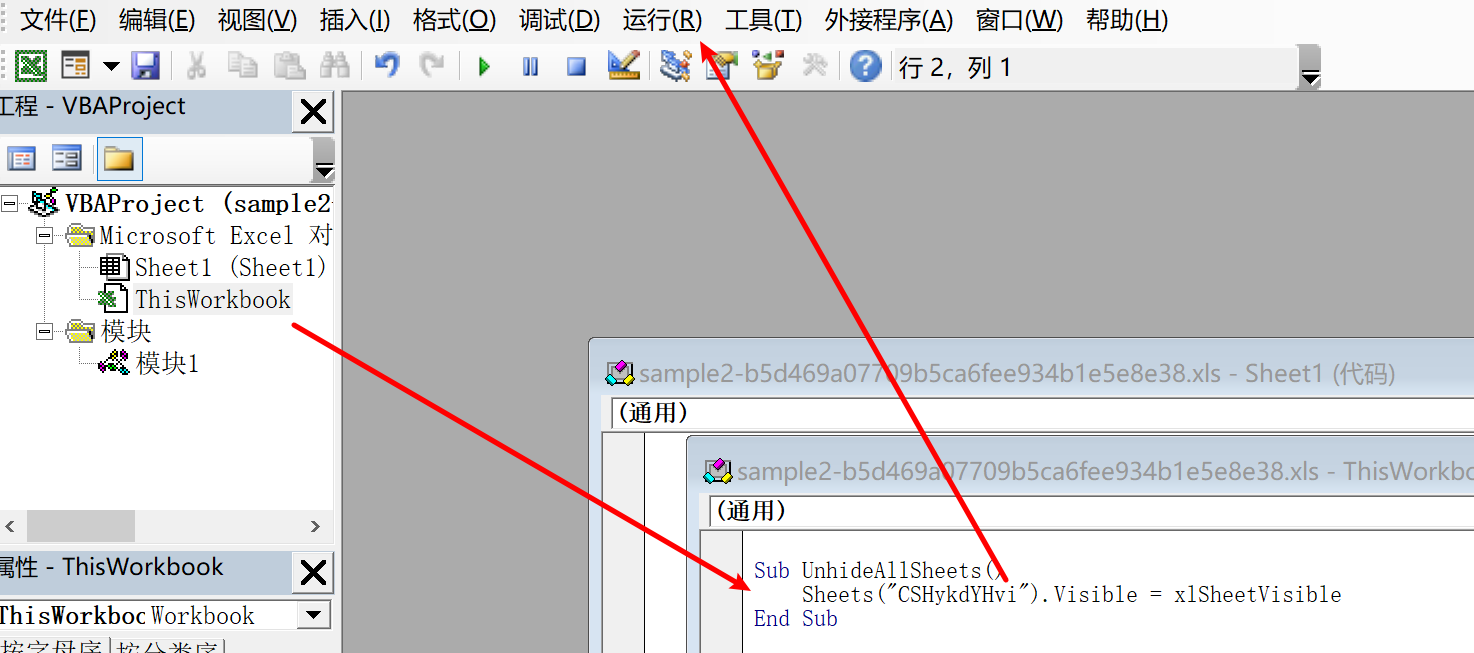 文件(F) 编辑(E) 视图(V) 插入(I) 格式(O) 调试(D) 运行(R) 工具(T) 外接程序(A) 窗口(W) 帮助(H)
行 2，列 1
工程 - VBAProject
VBAProject (sample2
Microsoft Excel 对
Sheet1 (Sheet1)
ThisWorkbook
模块
模块1
属性 - ThisWorkbook
ThisWorkboc Workbook
按字母序 按分类序
sample2-b5d469a07709b5ca6fee934b1e5e8e38.xls - Sheet1 (代码)
(通用)
sample2-b5d469a07709b5ca6fee934b1e5e8e38.xls - ThisWorkbo
(通用)
Sub UnhideAllSheets()
Sheets("CSHykdYHvi").Visible = xlSheetVisible
End Sub